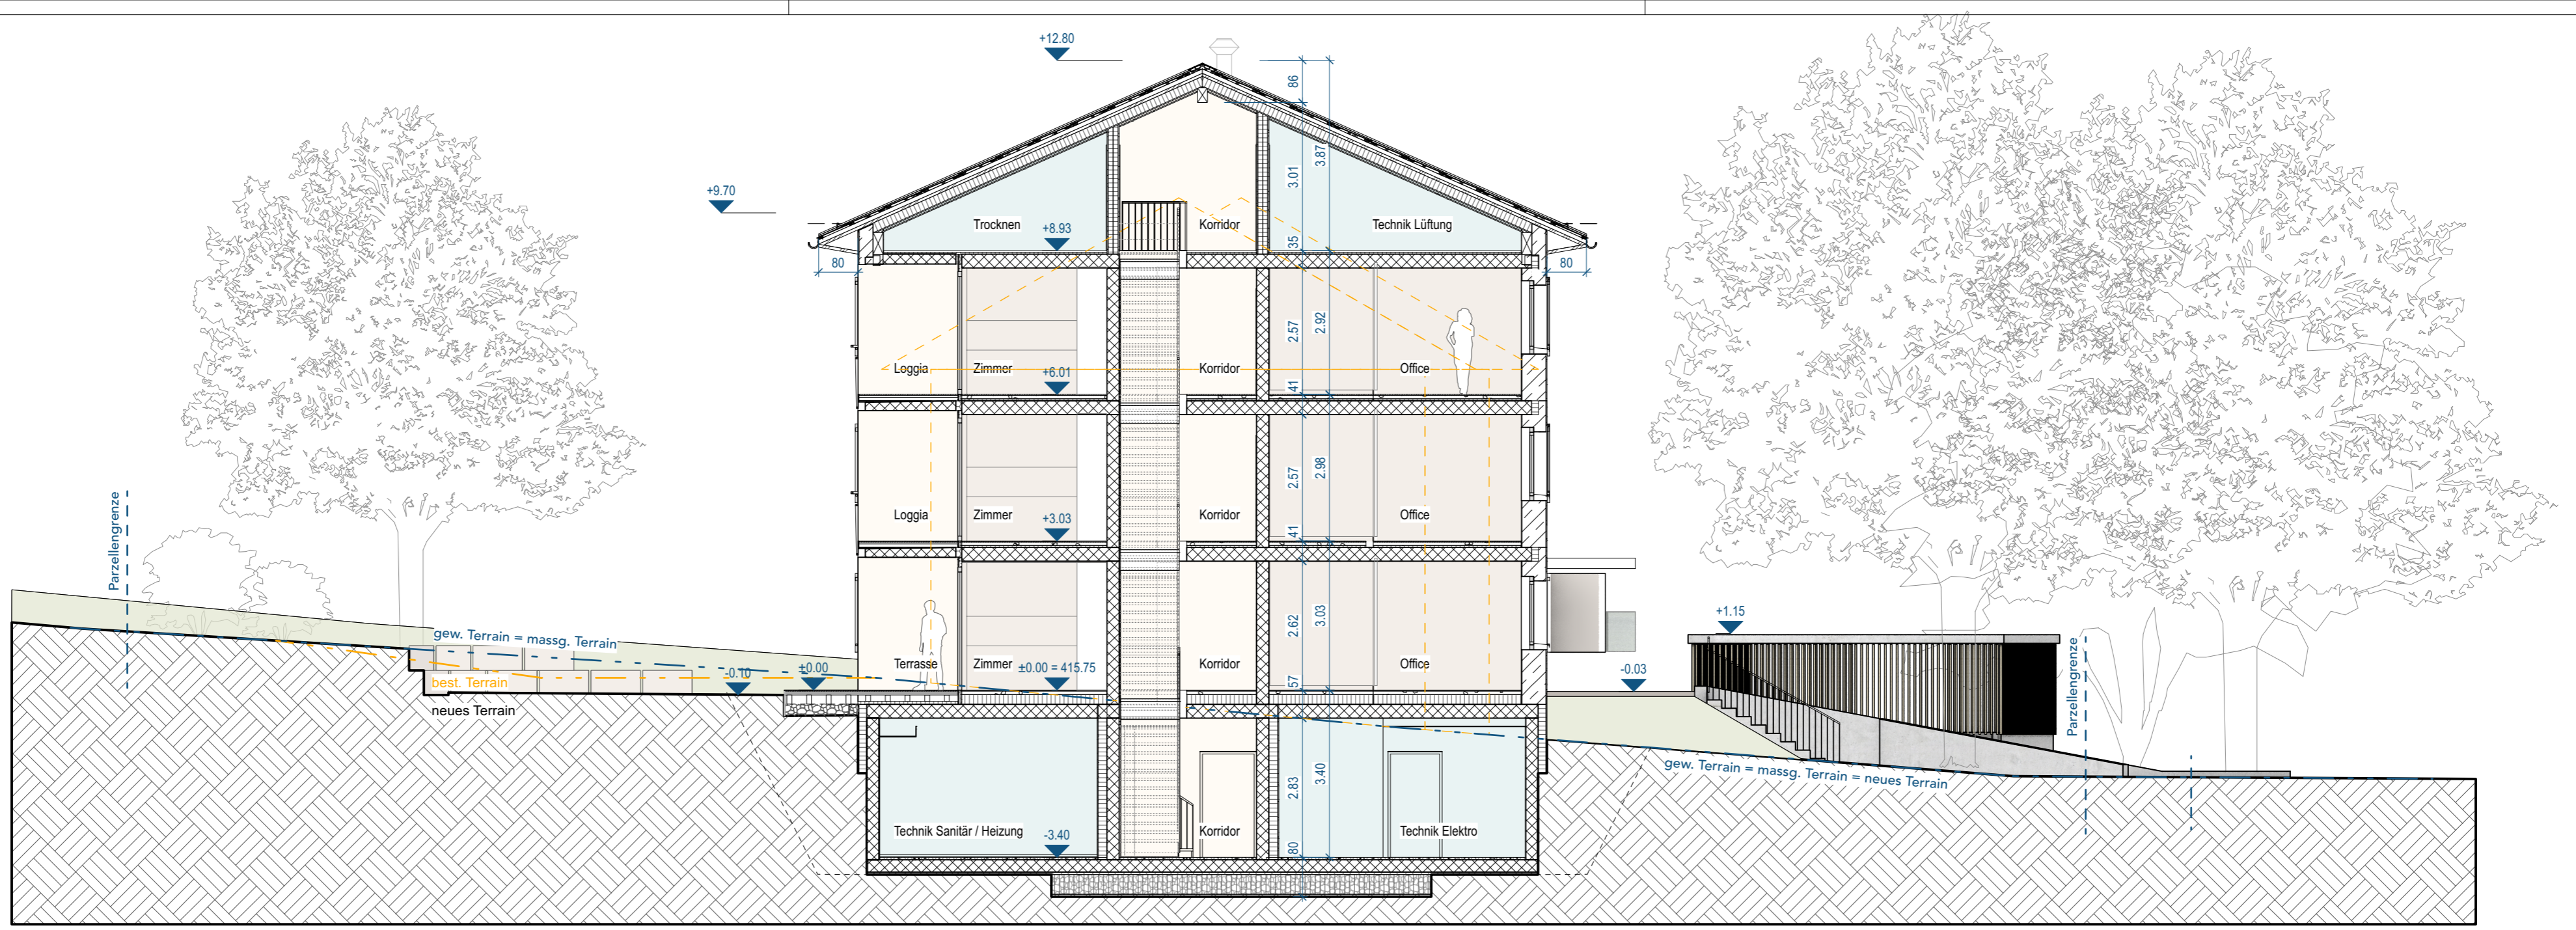 +12.80
86
3.87
3.01
+9.70
Trocknen
+8.93
Korridor
Technik Lüftung
35
80
80
2.57
2.92
Loggia
Zimmer
+6.01
Korridor
Office
41
2.57
2.98
Parzellengrenze
Loggia
Zimmer
+3.03
Korridor
Office
41
2.62
3.03
+1.15
gew. Terrain = massg. Terrain
Terrasse
Zimmer
±0.00 = 415.75
Korridor
Office
-0.10
±0.00
-0.03
57
best. Terrain
neues Terrain
Parzellengrenze
gew. Terrain = massg. Terrain = neues Terrain
2.83
3.40
Technik Sanitär / Heizung
-3.40
Korridor
Technik Elektro
80